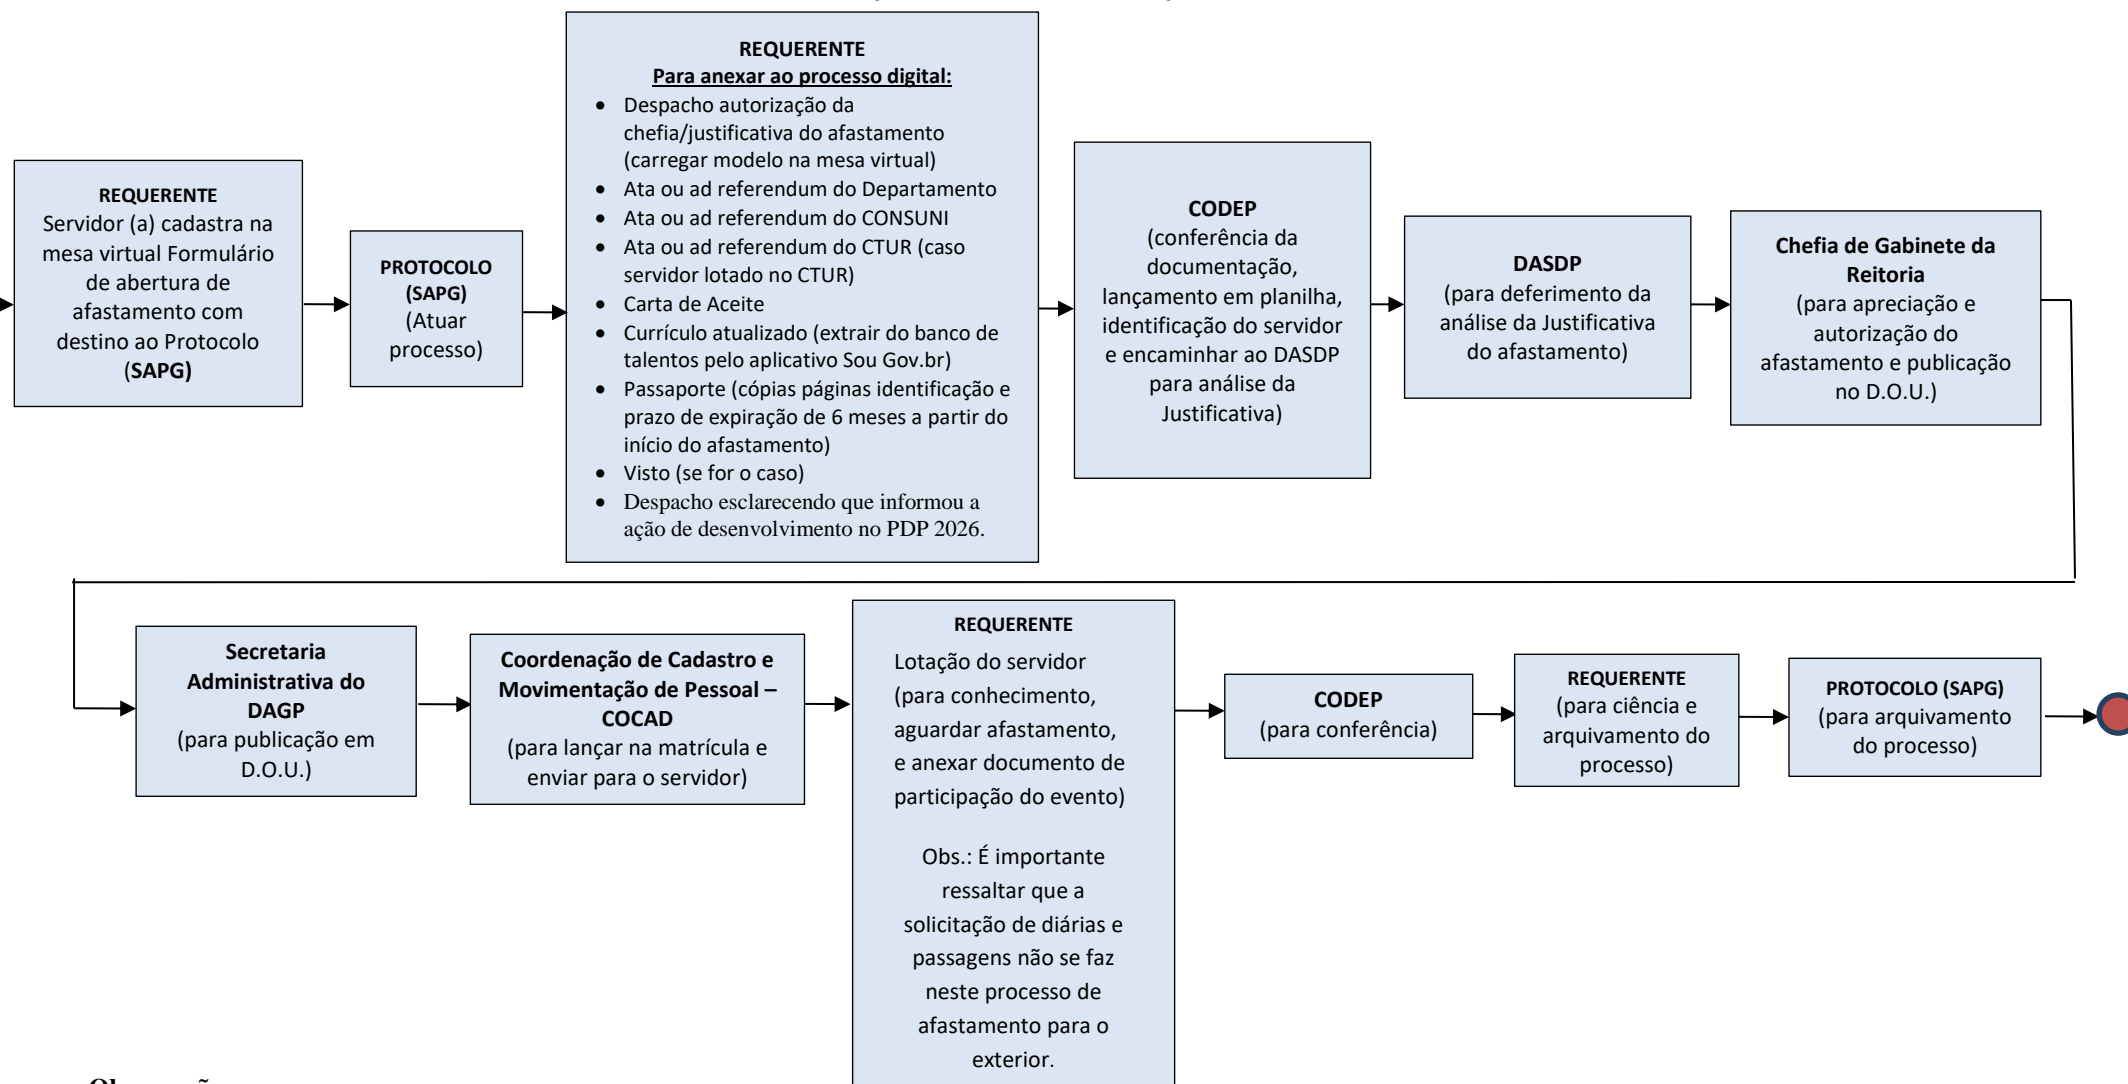 REQUERENTE
Servidor (a) cadastra na
mesa virtual Formulário
de abertura de
afastamento com
destino ao Protocolo
(SAPG)
PROTOCOLO
(SAPG)
(Atuar
processo)
REQUERENTE
Para anexar ao processo digital:
• Despacho autorização da
chefia/justificativa do afastamento
(carregar modelo na mesa virtual)
• Ata ou ad referendum do Departamento
• Ata ou ad referendum do CONSUNI
• Ata ou ad referendum do CTUR (caso
servidor lotado no CTUR)
• Carta de Aceite
• Currículo atualizado (extrair do banco de
talentos pelo aplicativo Sou Gov.br)
• Passaporte (cópias páginas identificação e
prazo de expiração de 6 meses a partir do
início do afastamento)
• Visto (se for o caso)
• Despacho esclarecendo que informou a
ação de desenvolvimento no PDP 2026.
CODEP
(conferência da
documentação,
lançamento em planilha,
identificação do servidor
e encaminhar ao DASDP
para análise da
Justificativa)
DASDP
(para deferimento da
análise da Justificativa
do afastamento)
Chefia de Gabinete da
Reitoria
(para apreciação e
autorização do
afastamento e publicação
no D.O.U.)
Secretaria
Administrativa do
DAGP
(para publicação em
D.O.U.)
Coordenação de Cadastro e
Movimentação de Pessoal –
COCAD
(para lançar na matrícula e
enviar para o servidor)
REQUERENTE
Lotação do servidor
(para conhecimento,
aguardar afastamento,
e anexar documento de
participação do evento)
Obs.: É importante
ressaltar que a
solicitação de diárias e
passagens não se faz
neste processo de
afastamento para o
exterior.
CODEP
(para conferência)
REQUERENTE
(para ciência e
arquivamento do
processo)
PROTOCOLO (SAPG)
(para arquivamento
do processo)